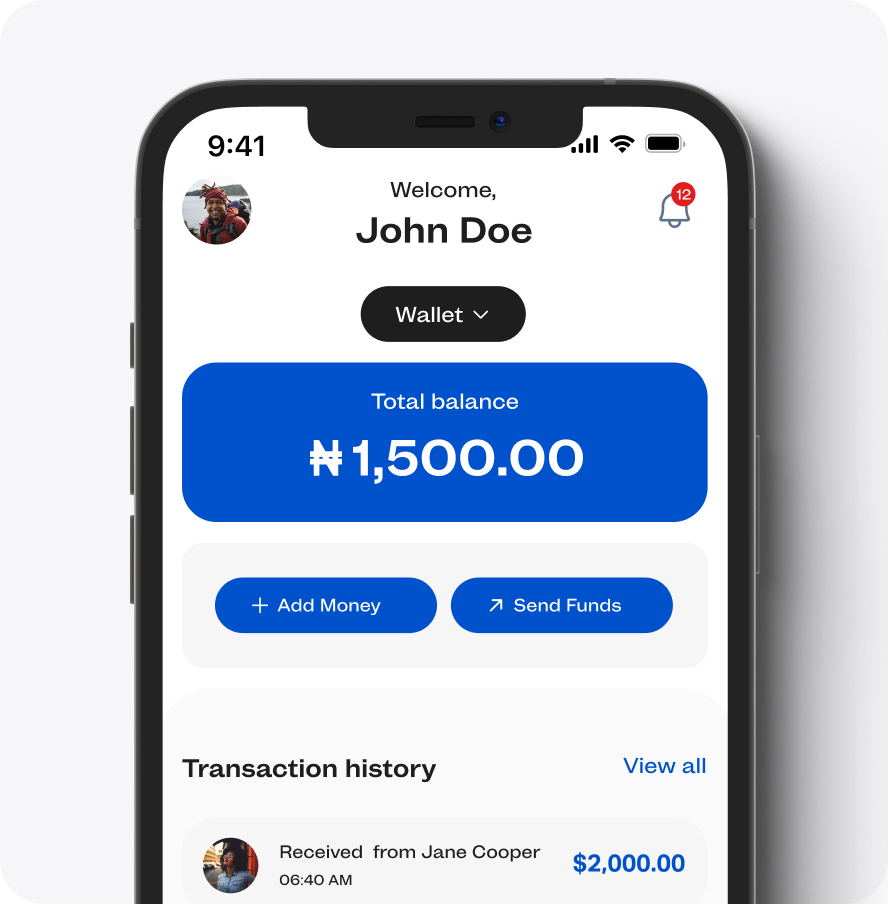 9:41
Welcome,
12
John Doe
Wallet
Total balance
₦1,500.00
Add Money
Send Funds
Transaction history
View all
Received from Jane Cooper
$2,000.00
06:40 AM